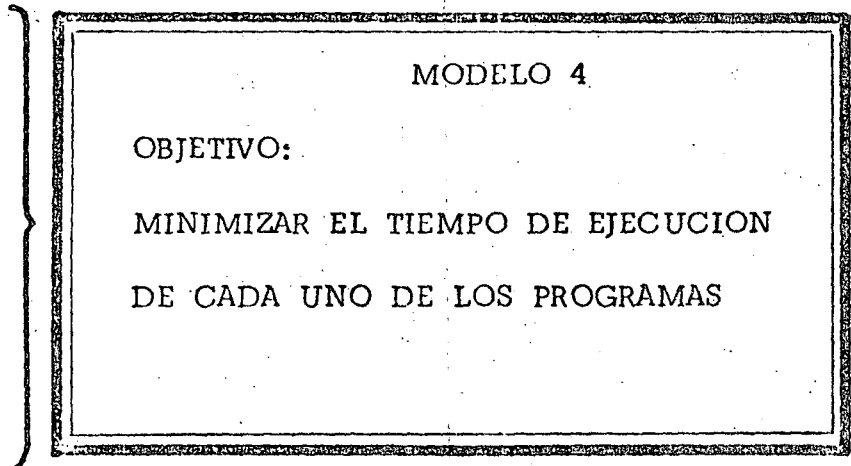 MODELO 4
OBJETIVO:
MINIMIZAR EL TIEMPO DE EJECUCION
DE CADA UNO DE LOS PROGRAMAS